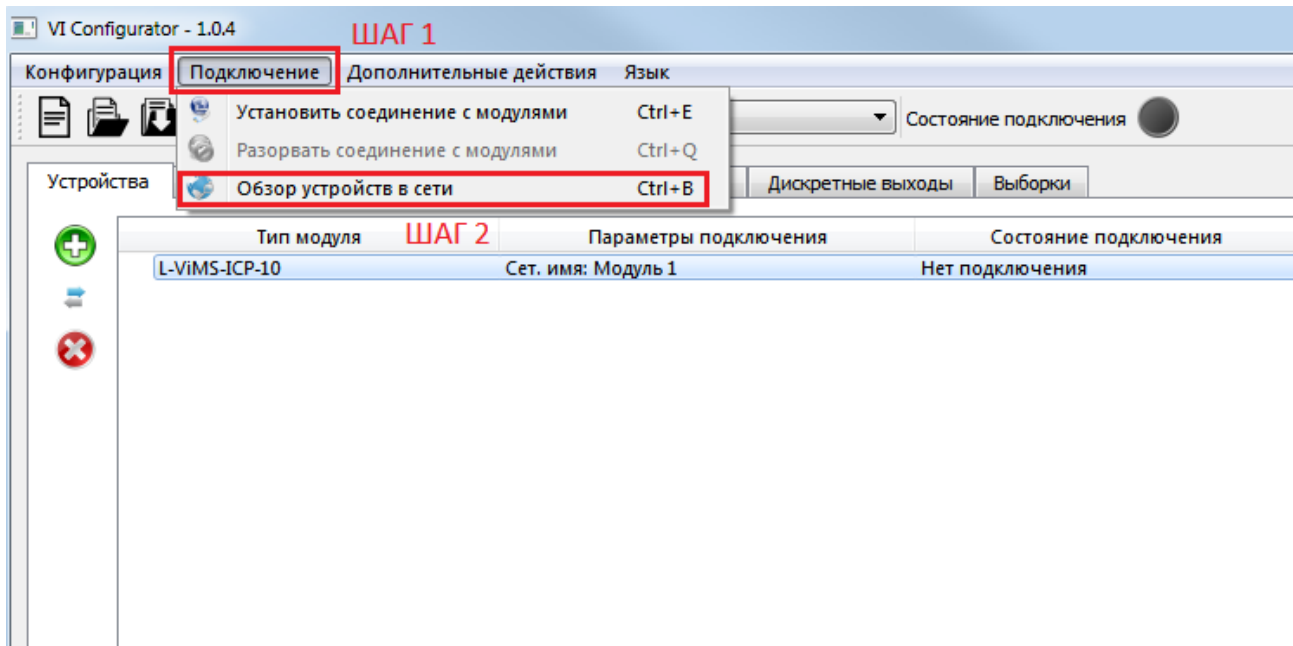 VI Configurator - 1.0.4
ШАГ 1
Конфигурация Подключение Дополнительные действия Язык
Установить соединение с модулями Ctrl+E
Состояние подключения
Разорвать соединение с модулями Ctrl+Q
Устройства
Обзор устройств в сети Ctrl+B
Дискретные выходы Выборки
ШАГ 2
Тип модуля Параметры подключения Состояние подключения
L-ViMS-ICP-10 Сет. имя: Модуль 1 Нет подключения